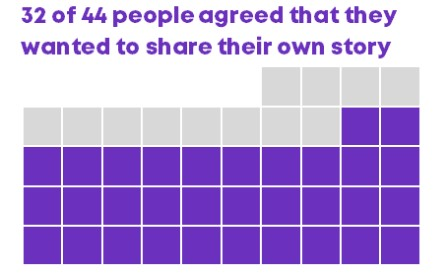 32 of 44 people agreed that they
wanted to share their own story